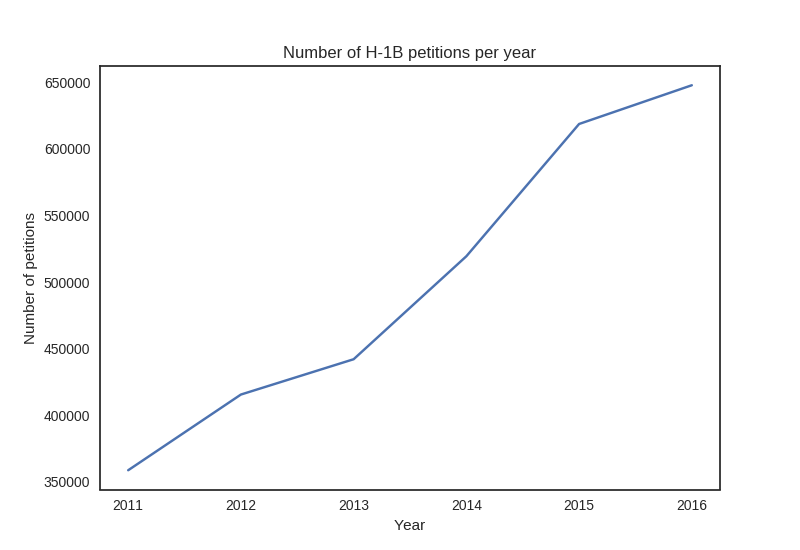 Number of H-1B petitions per year
650000
600000
550000
500000
450000
400000
350000
Number of petitions
2011 2012 2013 2014 2015 2016
Year